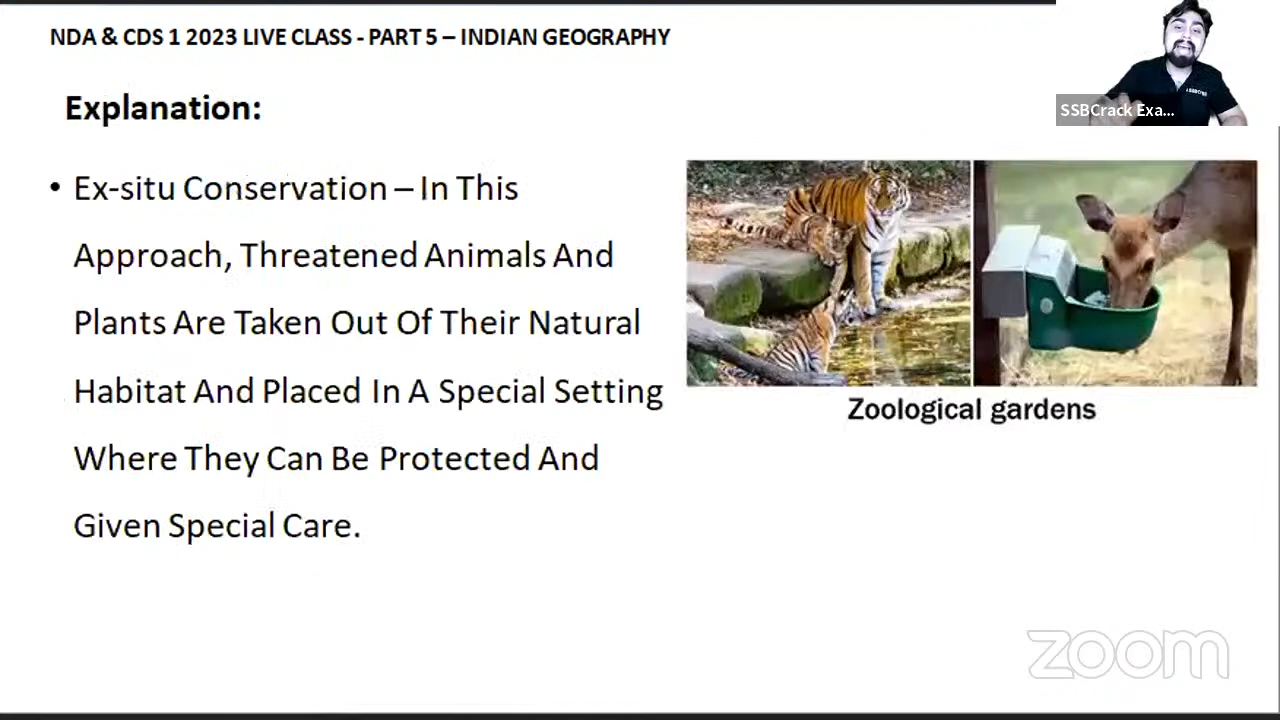 NDA & CDS 1 2023 LIVE CLASS - PART 5 – INDIAN GEOGRAPHY
SSBCrack Exa...
Explanation:
• Ex-situ Conservation – In This
Approach, Threatened Animals And
Plants Are Taken Out Of Their Natural
Habitat And Placed In A Special Setting
Where They Can Be Protected And
Given Special Care.
Zoological gardens
zoom